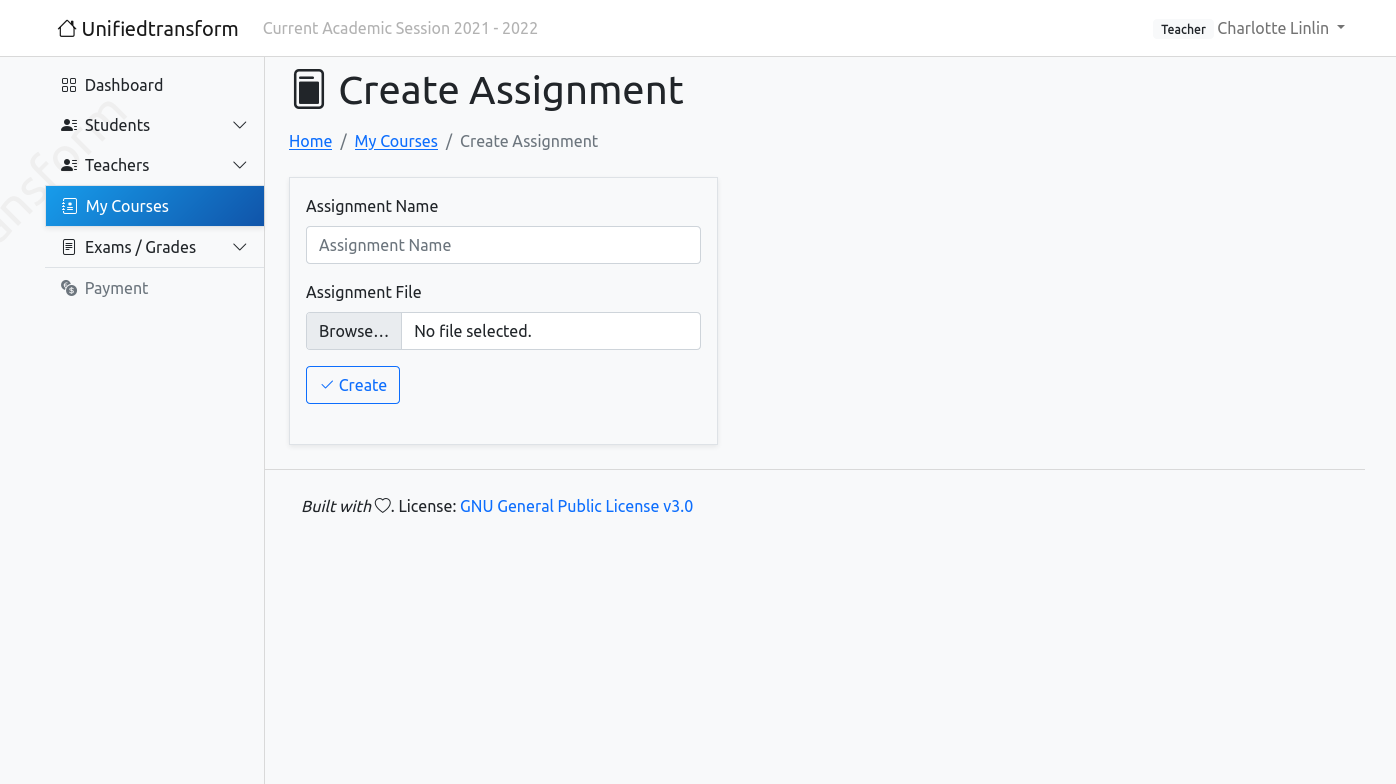 Unifiedtransform
Current Academic Session 2021 - 2022
Teacher Charlotte Linlin
Dashboard
Students
Teachers
My Courses
Exams / Grades
Payment
Create Assignment
Home / My Courses / Create Assignment
Assignment Name
Assignment Name
Assignment File
Browse… No file selected.
Create
Built with . License: GNU General Public License v3.0
ansform